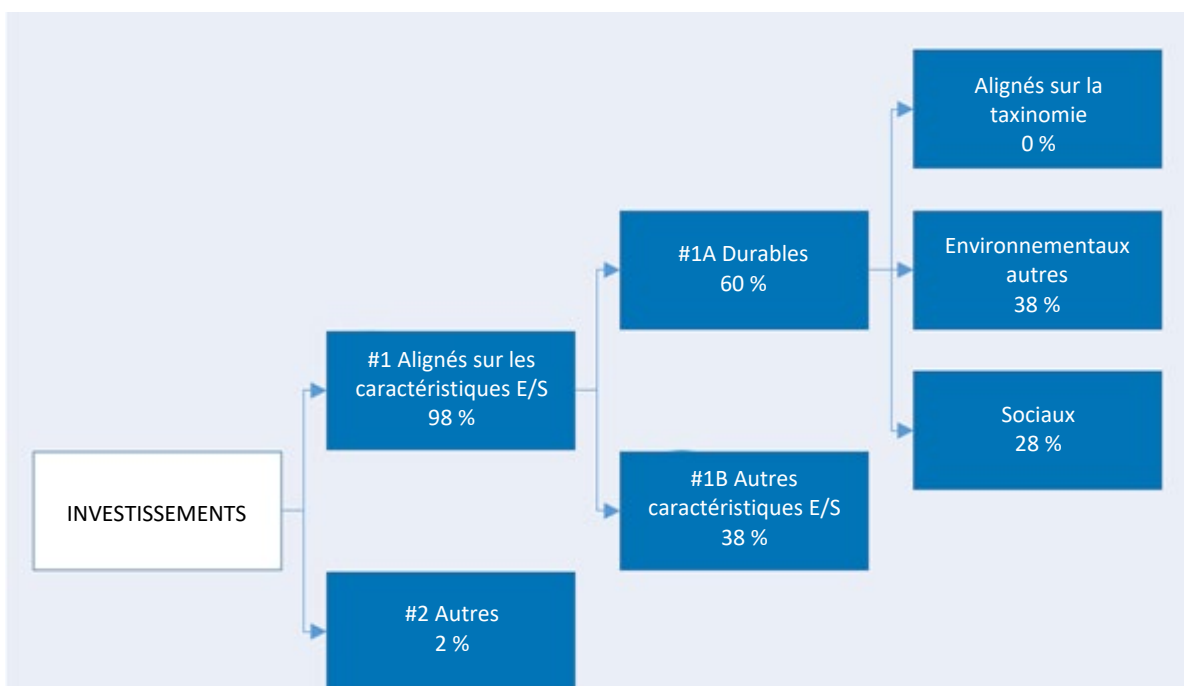 INVESTISSEMENTS
#1 Alignés sur les
caractéristiques E/S
98 %
#2 Autres
2 %
#1A Durables
60 %
#1B Autres
caractéristiques E/S
38 %
Alignés sur la
taxinomie
0 %
Environnementaux
autres
38 %
Sociaux
28 %